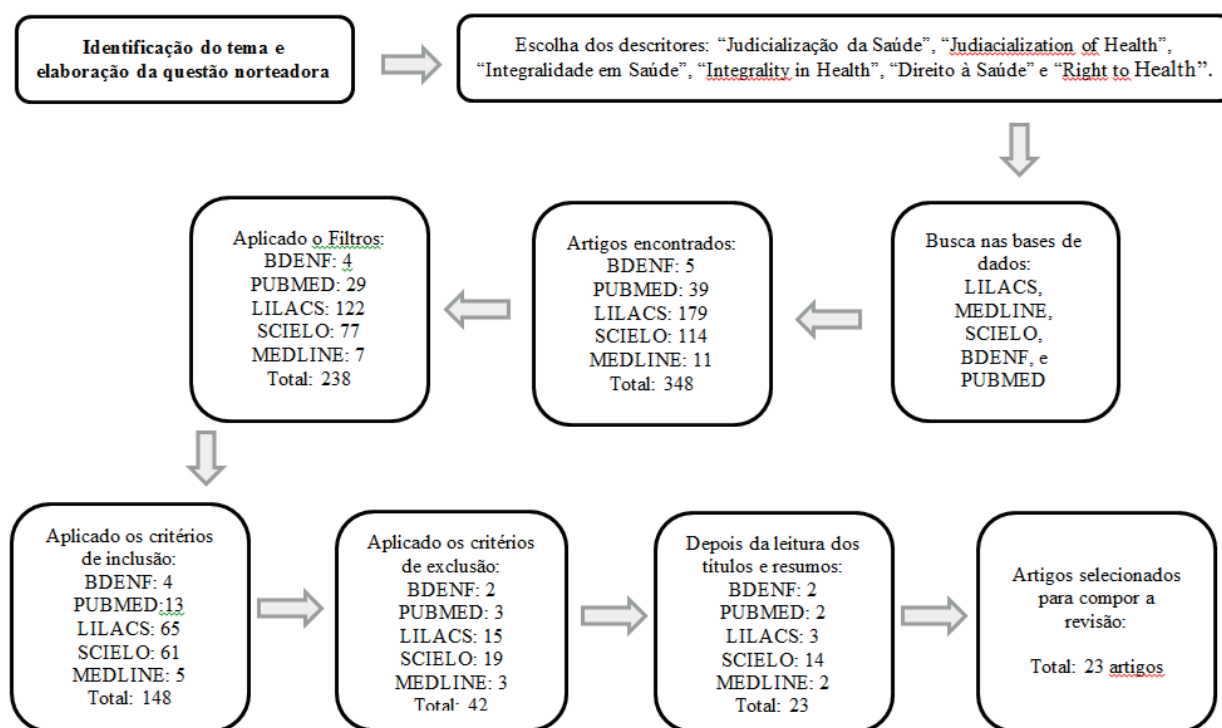 Identificação do tema e
elaboração da questão norteadora
Escolha dos descritores: “Judicialização da Saúde”, “Judiacialization of Health”,
“Integralidade em Saúde”, “Integrality in Health”, “Direito à Saúde” e “Right to Health”.
Busca nas bases de
dados:
LILACS,
MEDLINE,
SCIELO,
BDENF, e
PUBMED
Artigos encontrados:
BDENF: 5
PUBMED: 39
LILACS: 179
SCIELO: 114
MEDLINE: 11
Total: 348
Aplicado o Filtros:
BDENF: 4
PUBMED: 29
LILACS: 122
SCIELO: 77
MEDLINE: 7
Total: 238
Aplicado os critérios
de inclusão:
BDENF: 4
PUBMED:13
LILACS: 65
SCIELO: 61
MEDLINE: 5
Total: 148
Aplicado os critérios
de exclusão:
BDENF: 2
PUBMED: 3
LILACS: 15
SCIELO: 19
MEDLINE: 3
Total: 42
Depois da leitura dos
títulos e resumos:
BDENF: 2
PUBMED: 2
LILACS: 3
SCIELO: 14
MEDLINE: 2
Total: 23
Artigos selecionados
para compor a
revisão:
Total: 23 artigos